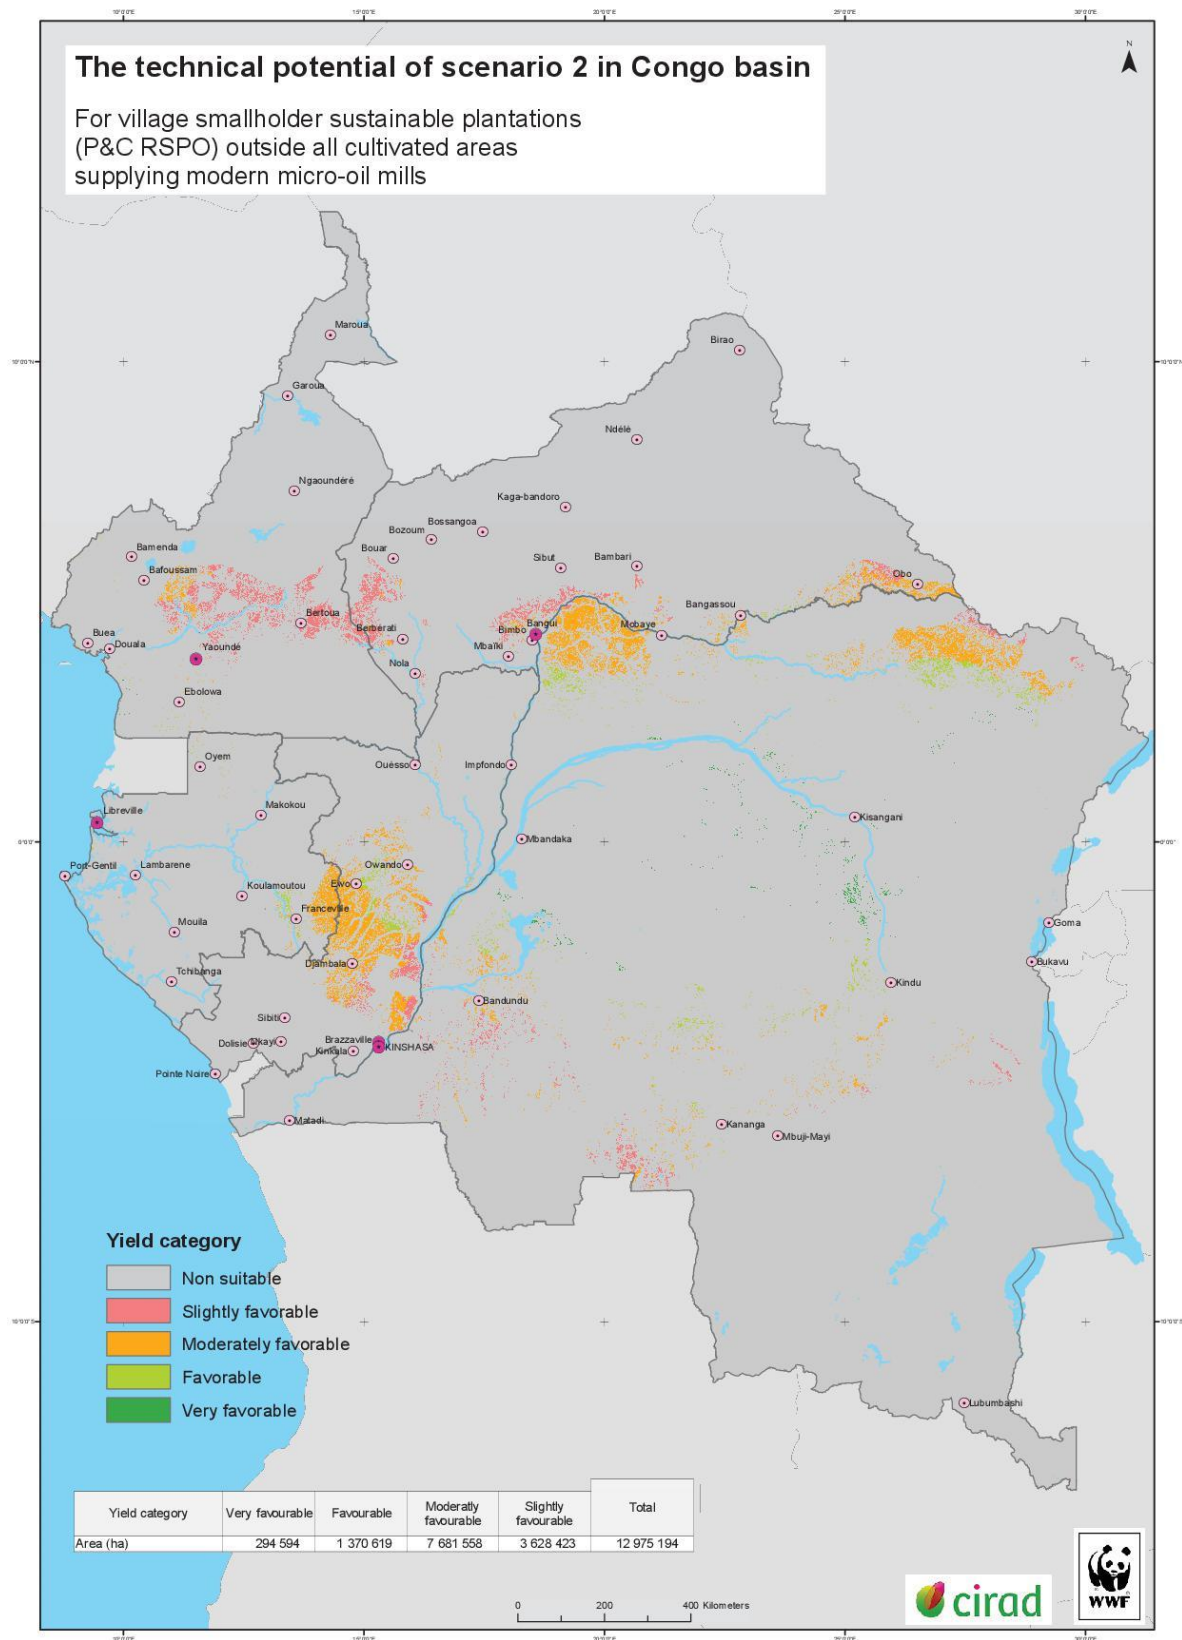 The technical potential of scenario 2 in Congo basin
For village smallholder sustainable plantations
(P&C RSPO) outside all cultivated areas
supplying modern micro-oil mills
N
Maroua
Birao
Garoua
Ndélé
Ngaoundéré
Kaga-bandoro
Bossangoa
Bozoum
Bamenda
Bouar
Sibut
Bambari
Bafoussam
Obo
Bangassou
Bertoua
Berbérati
Bangui
Bimbo
Mobaye
Buea
Douala
Yaoundé
Mbaïki
Nola
Ebolowa
Oyem
Ouésso
Impfondo
Makokou
Libreville
Kisangani
Mbandaka
Port-Gentil
Lambarene
Owando
Koulamoutou
Ewo
Franceville
Mouila
Goma
Djambala
Bukavu
Tchibanga
Kindu
Bandundu
Sibiti
Dolisie
Nkayi
Brazzaville
Kinkala
KINSHASA
Pointe Noire
Matadi
Kananga
Mbuji-Mayi
Yield category
Non suitable
Slightly favorable
Moderately favorable
Favorable
Very favorable
Lubumbashi
Yield category Very favourable Favourable Moderatly favourable Slightly favourable Total
Area (ha) 294 594 1 370 619 7 681 558 3 628 423 12 975 194
0 200 400 Kilometers
cirad
WWF